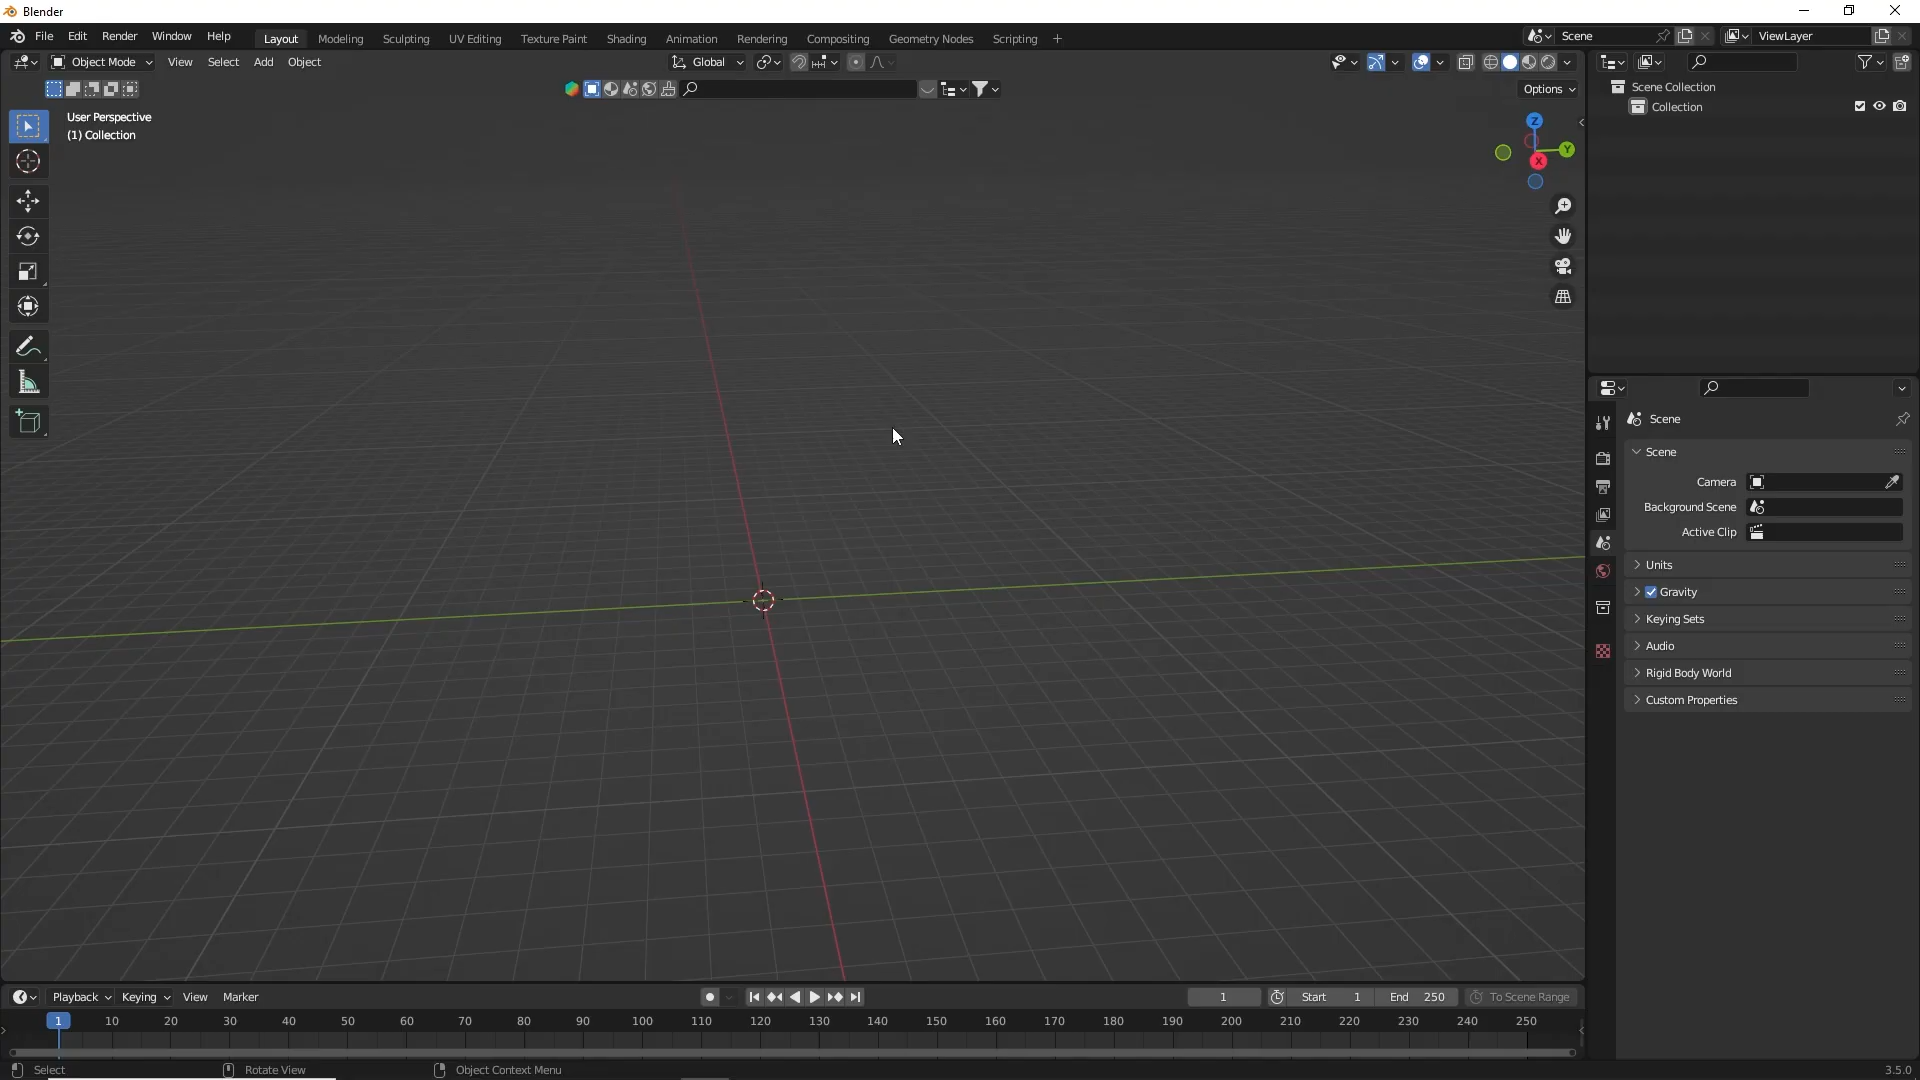 Blender
File Edit Render Window Help Layout Modeling Sculpting UV Editing Texture Paint Shading Animation Rendering Compositing Geometry Nodes Scripting + Scene ViewLayer
Object Mode View Select Add Object Global
Options
User Perspective
(1) Collection
Z
Y
X
Scene Collection
Collection
Scene
Scene
Camera
Background Scene
Active Clip
Units
Gravity
Keying Sets
Audio
Rigid Body World
Custom Properties
Playback Keying View Marker 1 Start 1 End 250 To Scene Range
1 10 20 30 40 50 60 70 80 90 100 110 120 130 140 150 160 170 180 190 200 210 220 230 240 250
Select Rotate View Object Context Menu 3.5.0